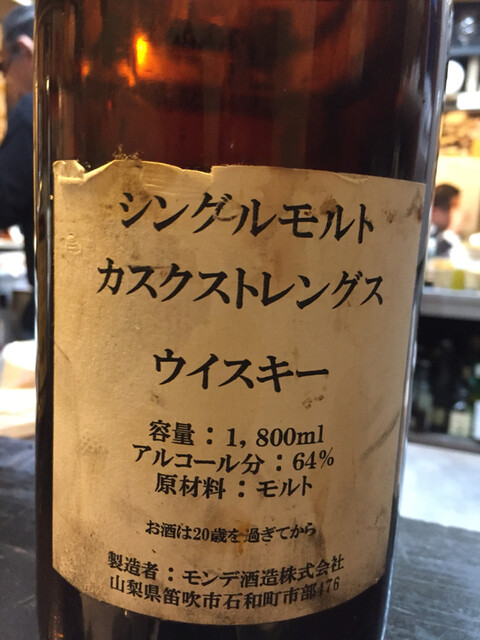 シングルモルト
カスクストレングス
ウイスキー
容量：1,800ml
アルコール分：64%
原材料：モルト
お酒は20歳を過ぎてから
製造者：モンデ酒造株式会社
山梨県笛吹市石和町市部476